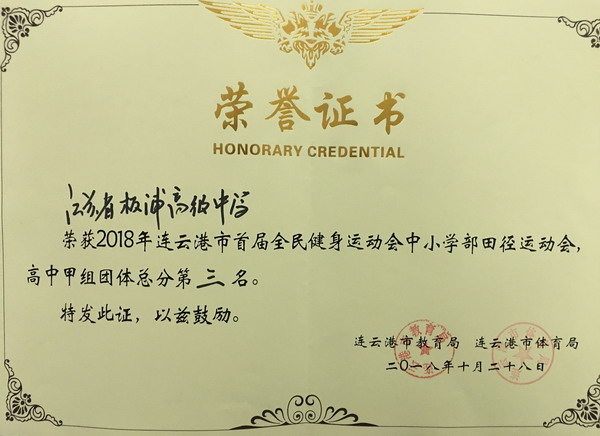 荣誉证书
HONORARY CREDENTIAL
江苏省板浦高级中学
荣获2018年连云港市首届全民健身运动会中小学部田径运动会,
高中甲组团体总分第三名。
特发此证,以兹鼓励。
连云港市教育局 连云港市体育局
二〇一八年十月二十八日